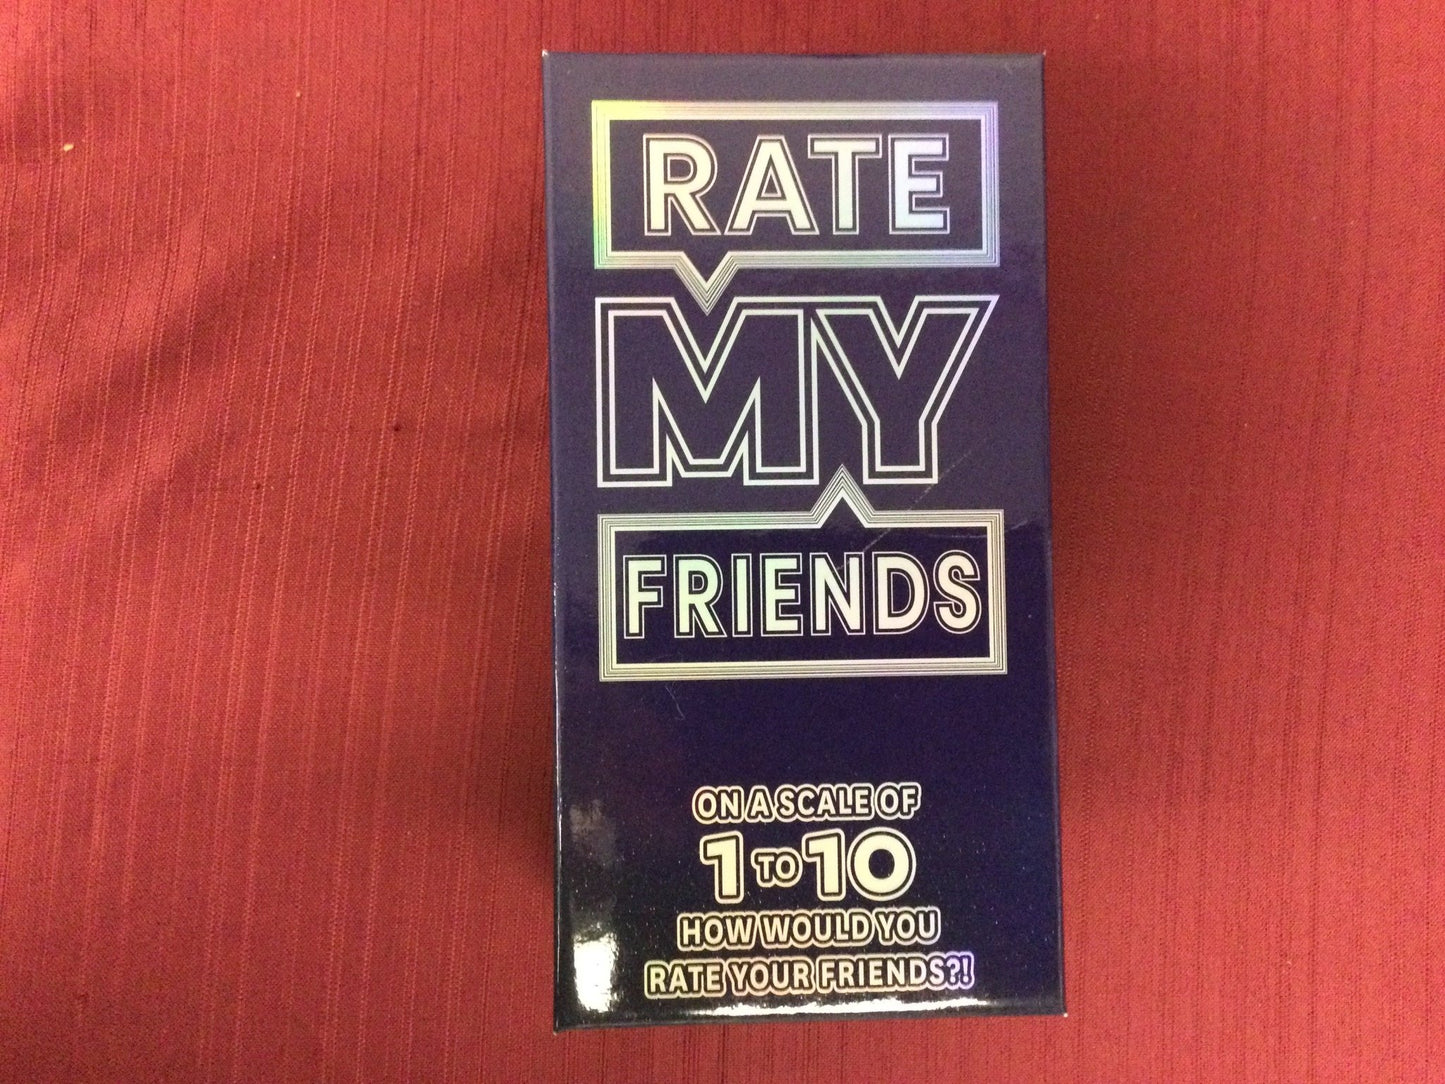 RATE
MY
FRIENDS
ON A SCALE OF
1 TO 10
HOW WOULD YOU
RATE YOUR FRIENDS?!